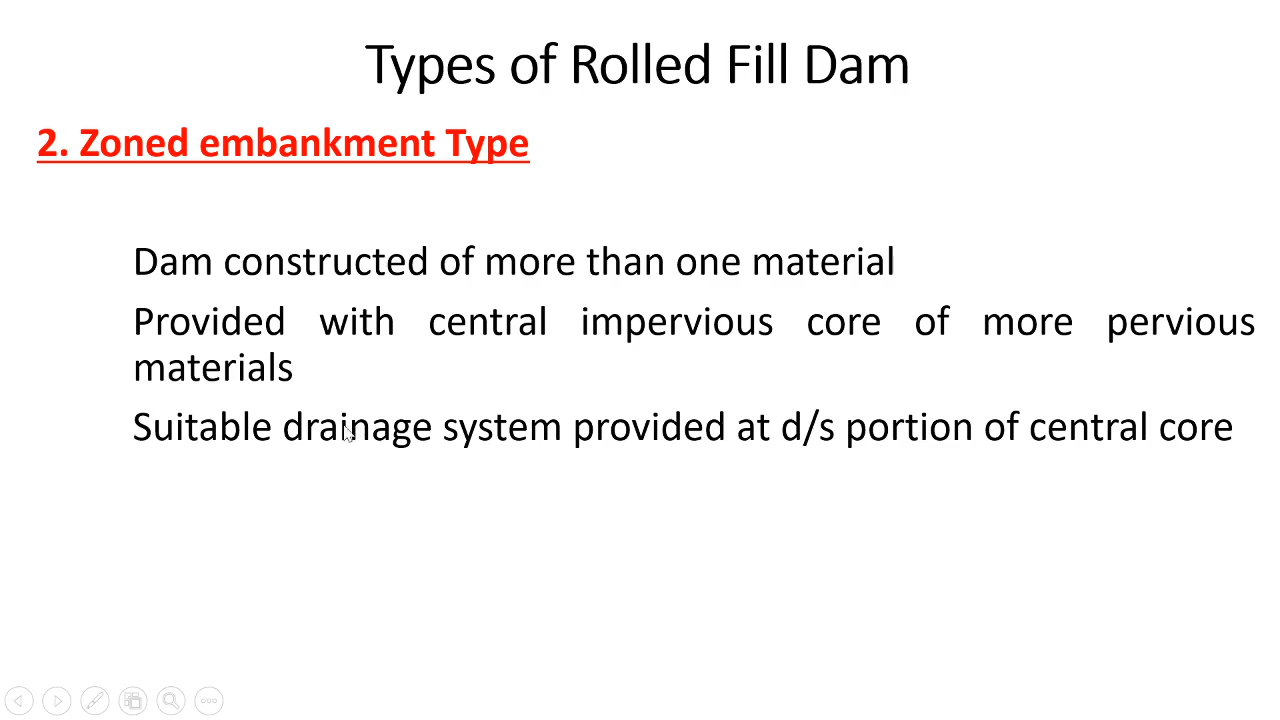 Types of Rolled Fill Dam
2. Zoned embankment Type
Dam constructed of more than one material
Provided with central impervious core of more pervious
materials
Suitable drainage system provided at d/s portion of central core